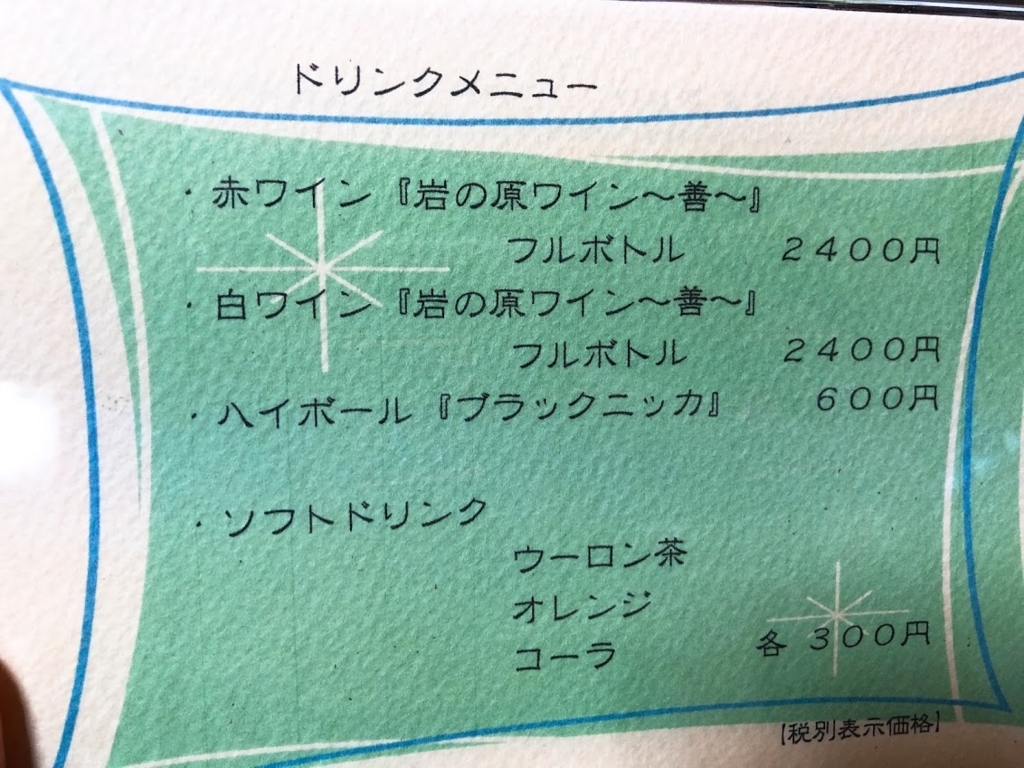 ドリンクメニュー
・赤ワイン『岩の原ワイン～善～』
フルボトル 2400円
・白ワイン『岩の原ワイン～善～』
フルボトル 2400円
・ハイボール『ブラックニッカ』 600円
・ソフトドリンク
ウーロン茶
オレンジ
コーラ 各 300円
【税別表示価格】